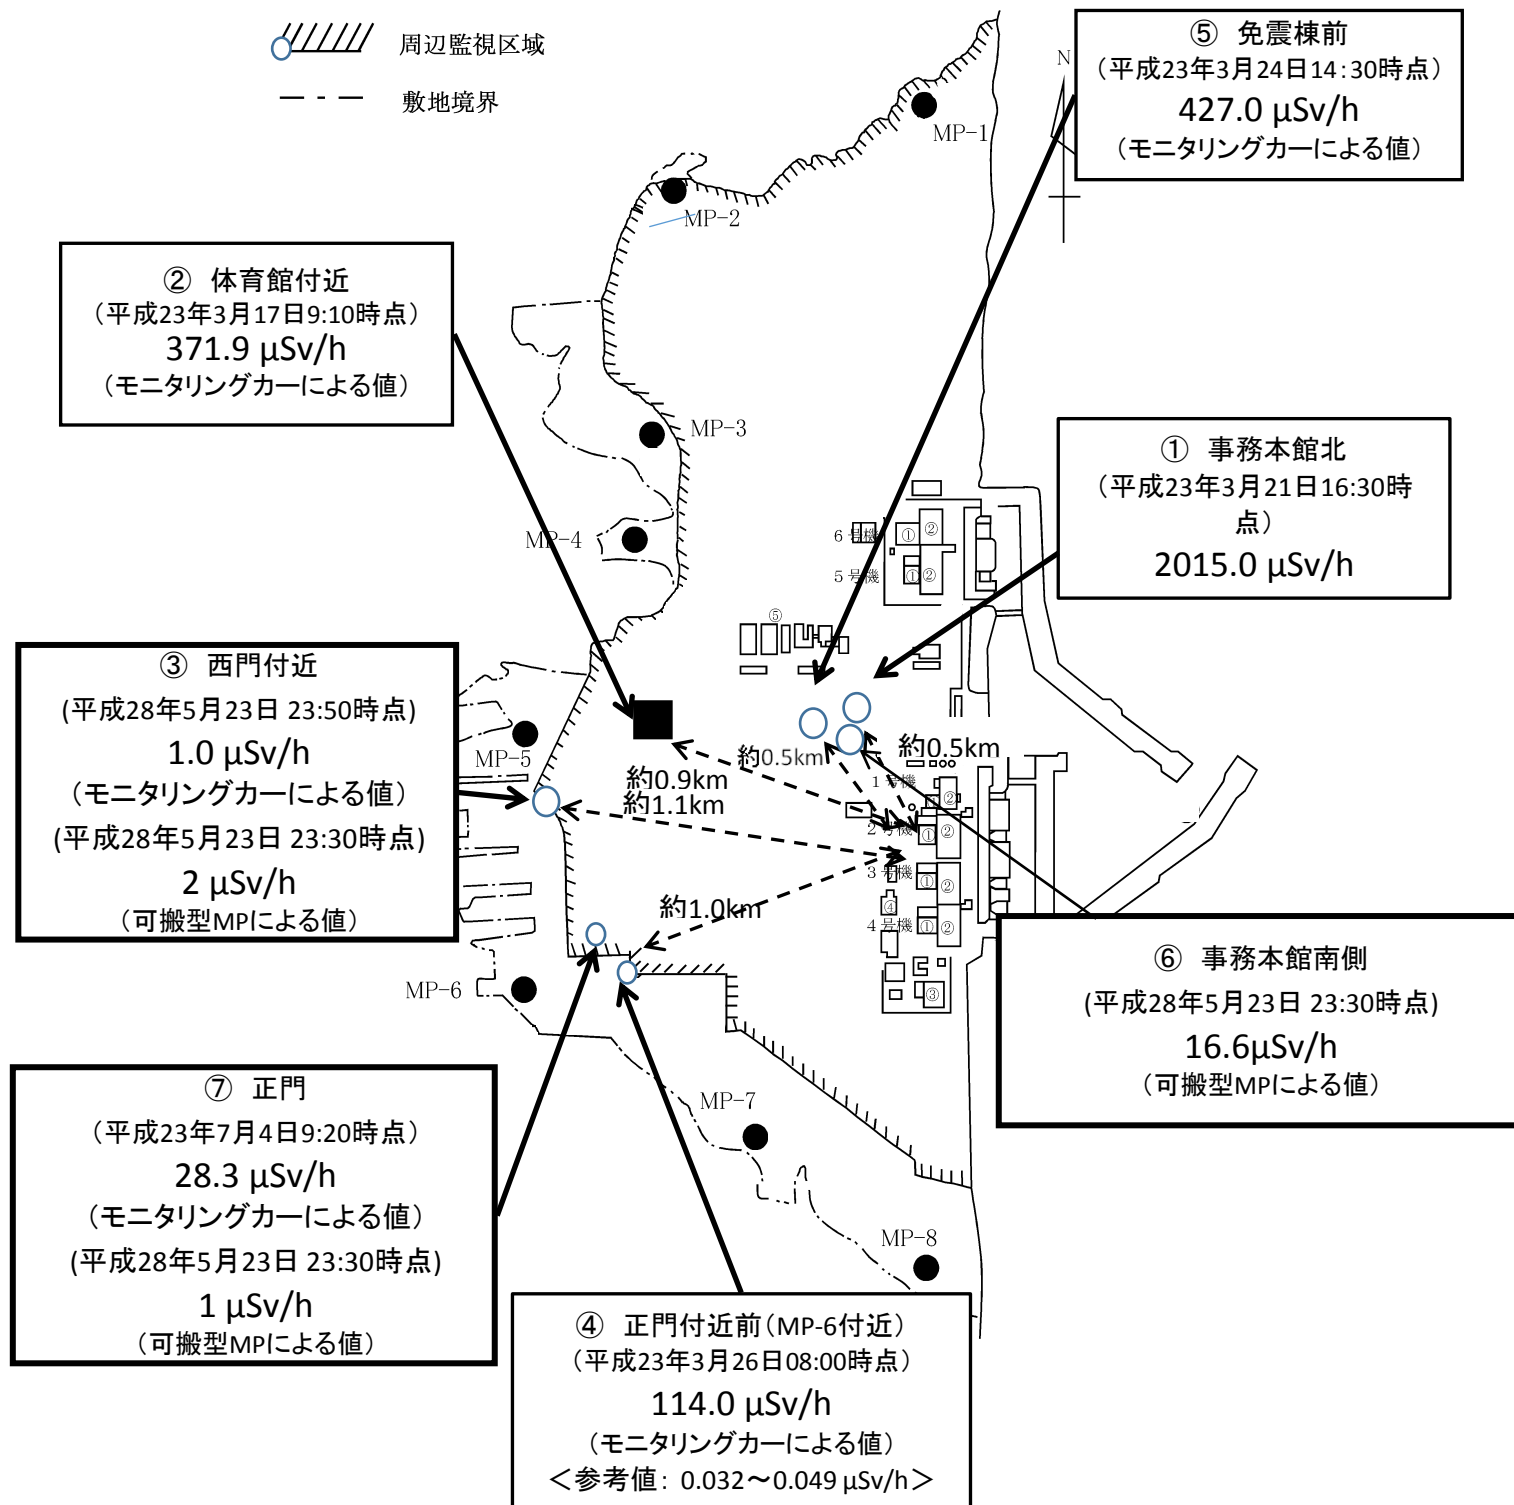 周辺監視区域
敷地境界
N
⑤ 免震棟前
（平成23年3月24日14:30時点）
427.0 μSv/h
（モニタリングカーによる値）
MP-1
MP-2
② 体育館付近
（平成23年3月17日9:10時点）
371.9 μSv/h
（モニタリングカーによる値）
MP-3
① 事務本館北
（平成23年3月21日16:30時
点）
2015.0 μSv/h
MP-4
6号機
①
②
5号機
①
②
⑤
③ 西門付近
(平成28年5月23日 23:50時点)
1.0 μSv/h
（モニタリングカーによる値）
(平成28年5月23日 23:30時点)
2 μSv/h
（可搬型MPによる値）
MP-5
約0.5km
約0.5km
約0.9km
約1.1km
1号機
①
②
2号機
①
②
3号機
①
②
約1.0km
④
4号機
①
②
③
MP-6
⑥ 事務本館南側
(平成28年5月23日 23:30時点)
16.6μSv/h
（可搬型MPによる値）
⑦ 正門
（平成23年7月4日9:20時点）
28.3 μSv/h
（モニタリングカーによる値）
(平成28年5月23日 23:30時点)
1 μSv/h
（可搬型MPによる値）
MP-7
MP-8
④ 正門付近前（MP-6付近）
（平成23年3月26日08:00時点）
114.0 μSv/h
（モニタリングカーによる値）
＜参考値： 0.032～0.049 μSv/h＞